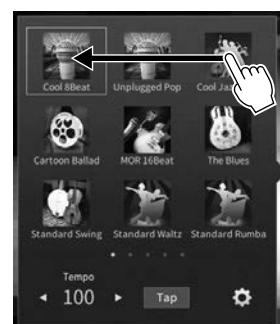 Cool 8Beat
Unplugged Pop
Cool Ja
Cartoon Ballad
MOR 16Beat
The Blues
Standard Swing
Standard Waltz
Standard Rumba
Tempo
100
Tap